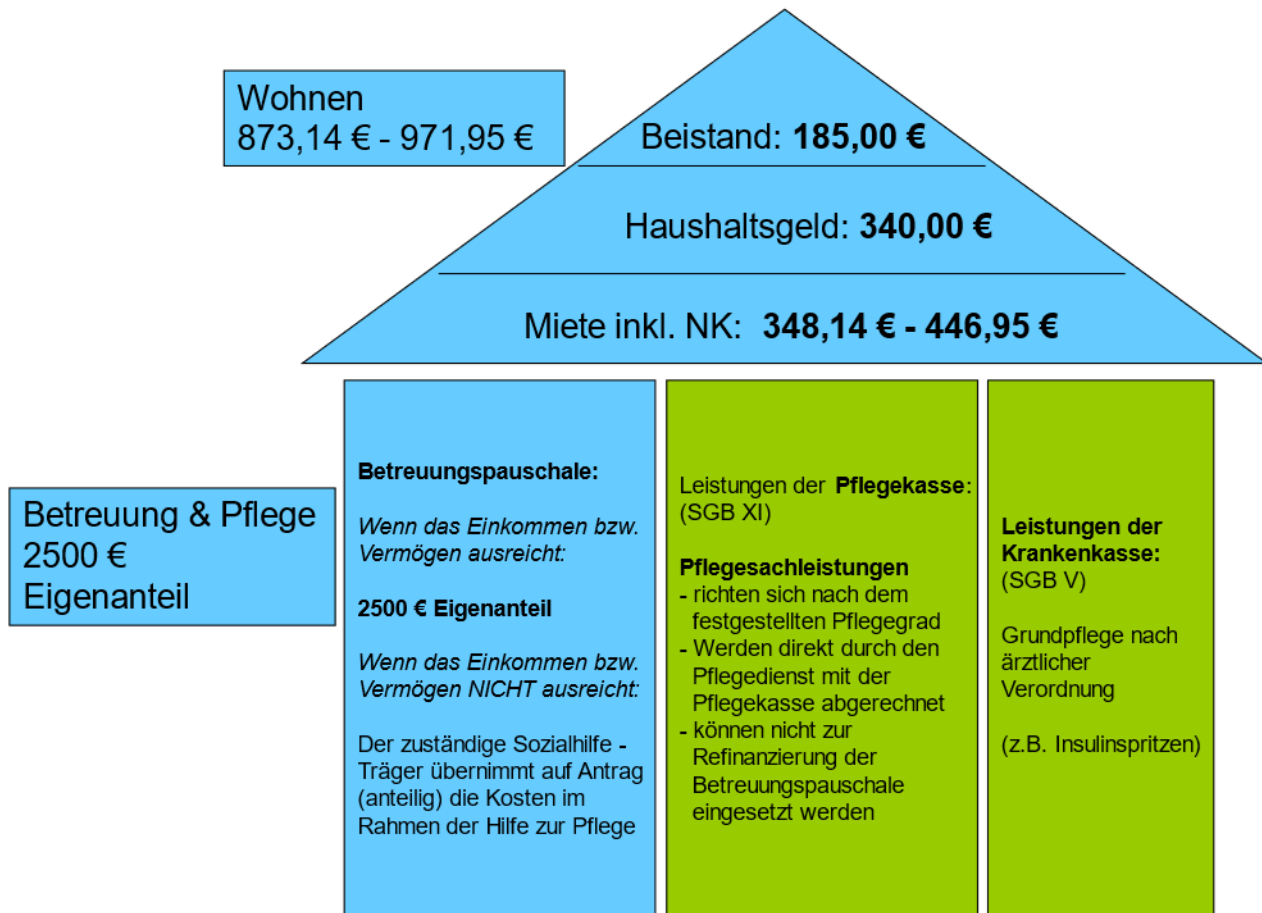 Wohnen
873,14 € - 971,95 €
Beistand: 185,00 €
Haushaltsgeld: 340,00 €
Miete inkl. NK: 348,14 € - 446,95 €
Betreuung & Pflege
2500 €
Eigenanteil
Betreuungspauschale:
Wenn das Einkommen bzw.
Vermögen ausreicht:
2500 € Eigenanteil
Wenn das Einkommen bzw.
Vermögen NICHT ausreicht:
Der zuständige Sozialhilfe -
Träger übernimmt auf Antrag
(anteilig) die Kosten im
Rahmen der Hilfe zur Pflege
Leistungen der Pflegekasse:
(SGB XI)
Pflegesachleistungen
- richten sich nach dem
festgestellten Pflegegrad
- Werden direkt durch den
Pflegedienst mit der
Pflegekasse abgerechnet
- können nicht zur
Refinanzierung der
Betreuungspauschale
eingesetzt werden
Leistungen der
Krankenkasse:
(SGB V)
Grundpflege nach
ärztlicher
Verordnung
(z.B. Insulinspritzen)